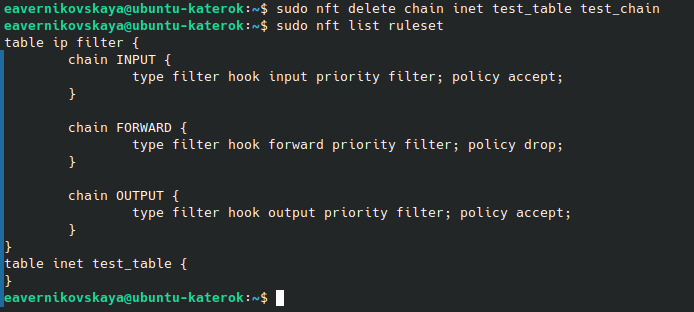 eavernikovskaya@ubuntu-katerok:~$ sudo nft delete chain inet test_table test_chain
eavernikovskaya@ubuntu-katerok:~$ sudo nft list ruleset
table ip filter {
        chain INPUT {
                type filter hook input priority filter; policy accept;
        }

        chain FORWARD {
                type filter hook forward priority filter; policy drop;
        }

        chain OUTPUT {
                type filter hook output priority filter; policy accept;
        }
}
table inet test_table {
}
eavernikovskaya@ubuntu-katerok:~$